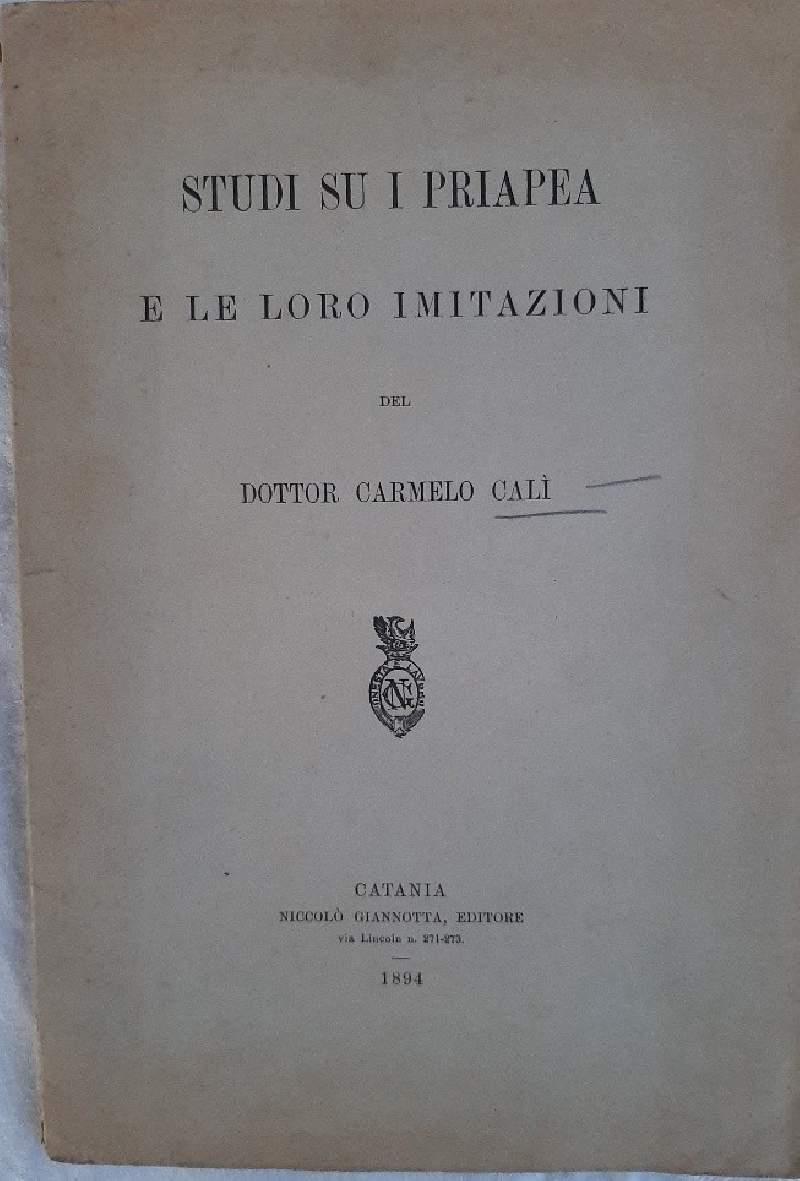 STUDI SU I PRIAPEA
E LE LORO IMITAZIONI
DEL
DOTTOR CARMELO CALÌ
NG
CATANIA
NICCOLÒ GIANNOTTA, EDITORE
via Lincoln n. 271-273.
1894